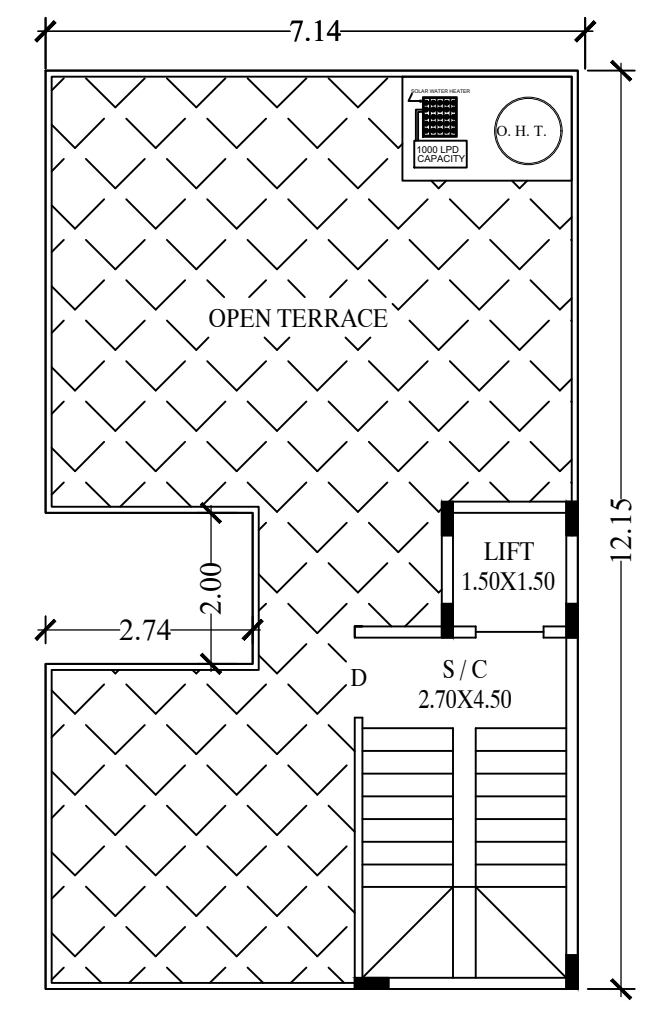 7.14
SOLAR WATER HEATER
O. H. T.
1000 LPD
CAPACITY
OPEN TERRACE
12.15
LIFT
1.50X1.50
2.00
2.74
D
S / C
2.70X4.50